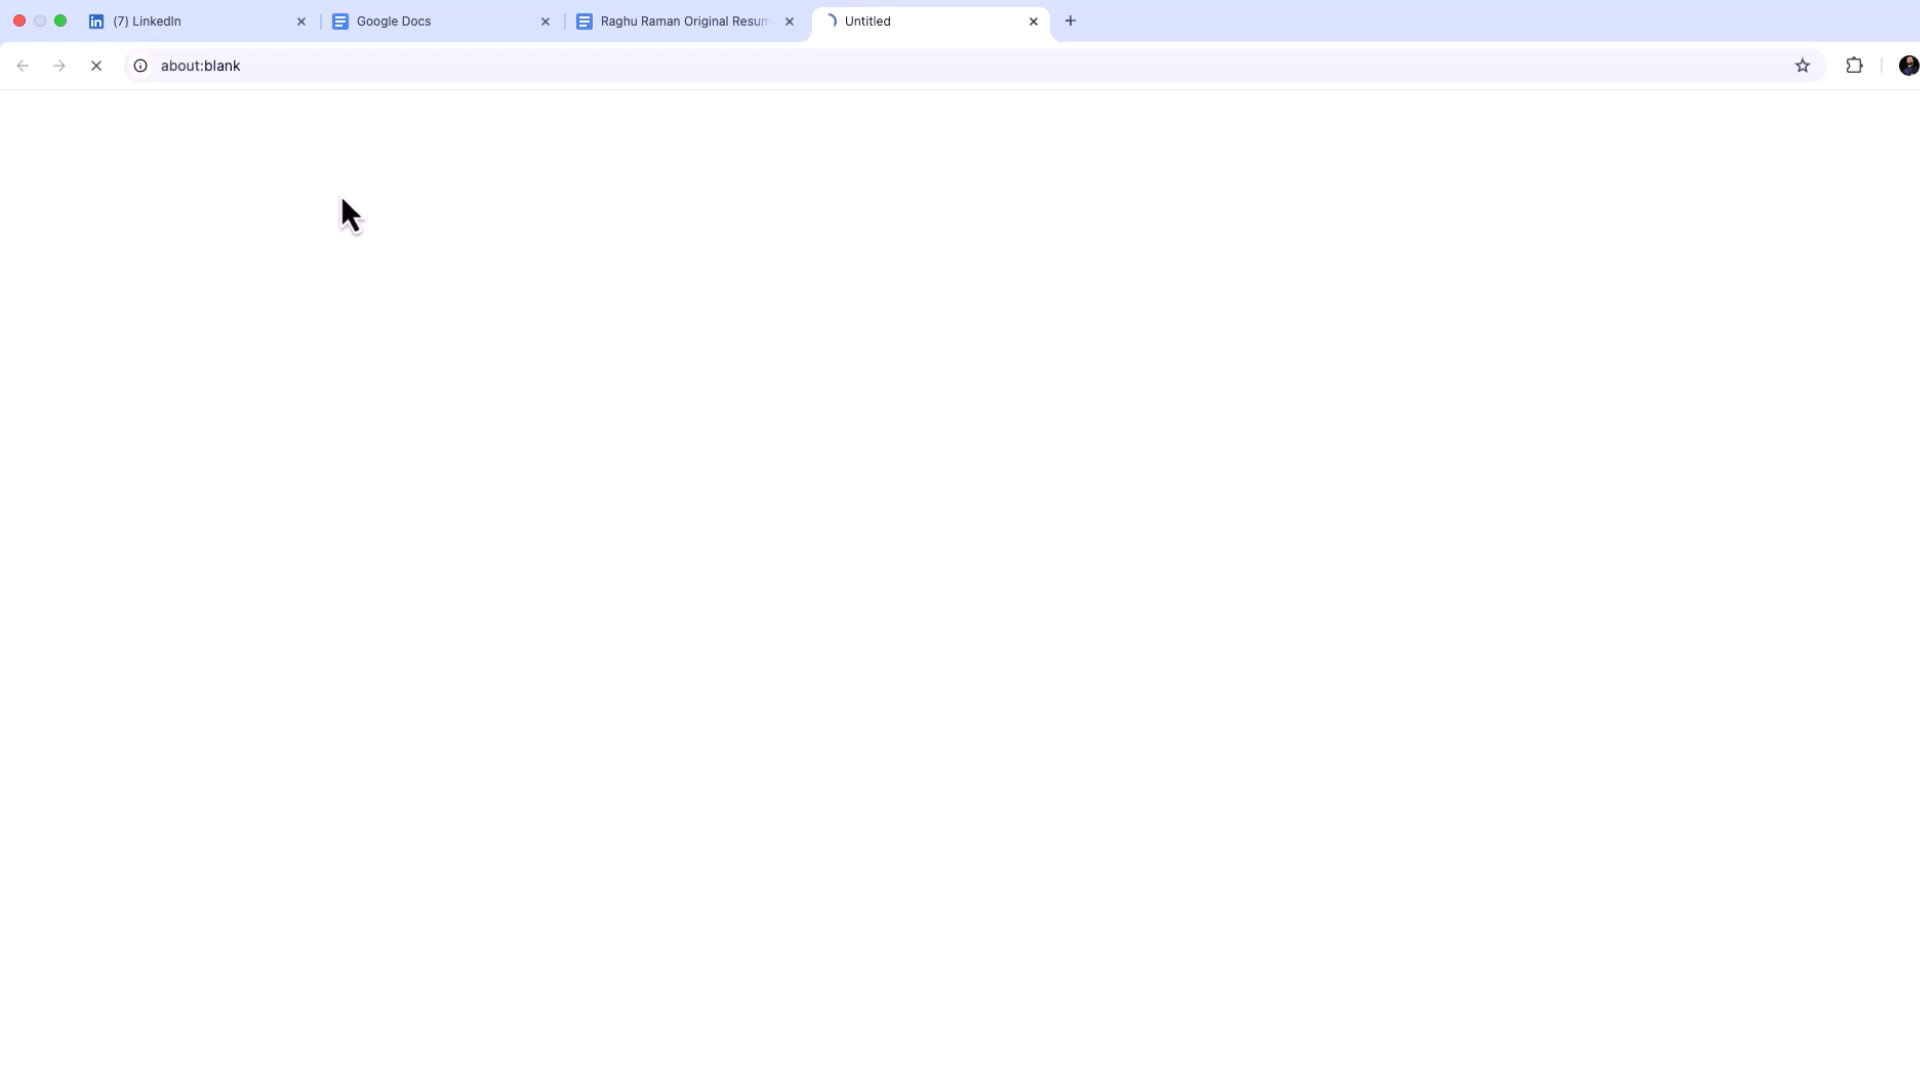 (7) LinkedIn
Google Docs
Raghu Raman Original Resum
Untitled
about:blank